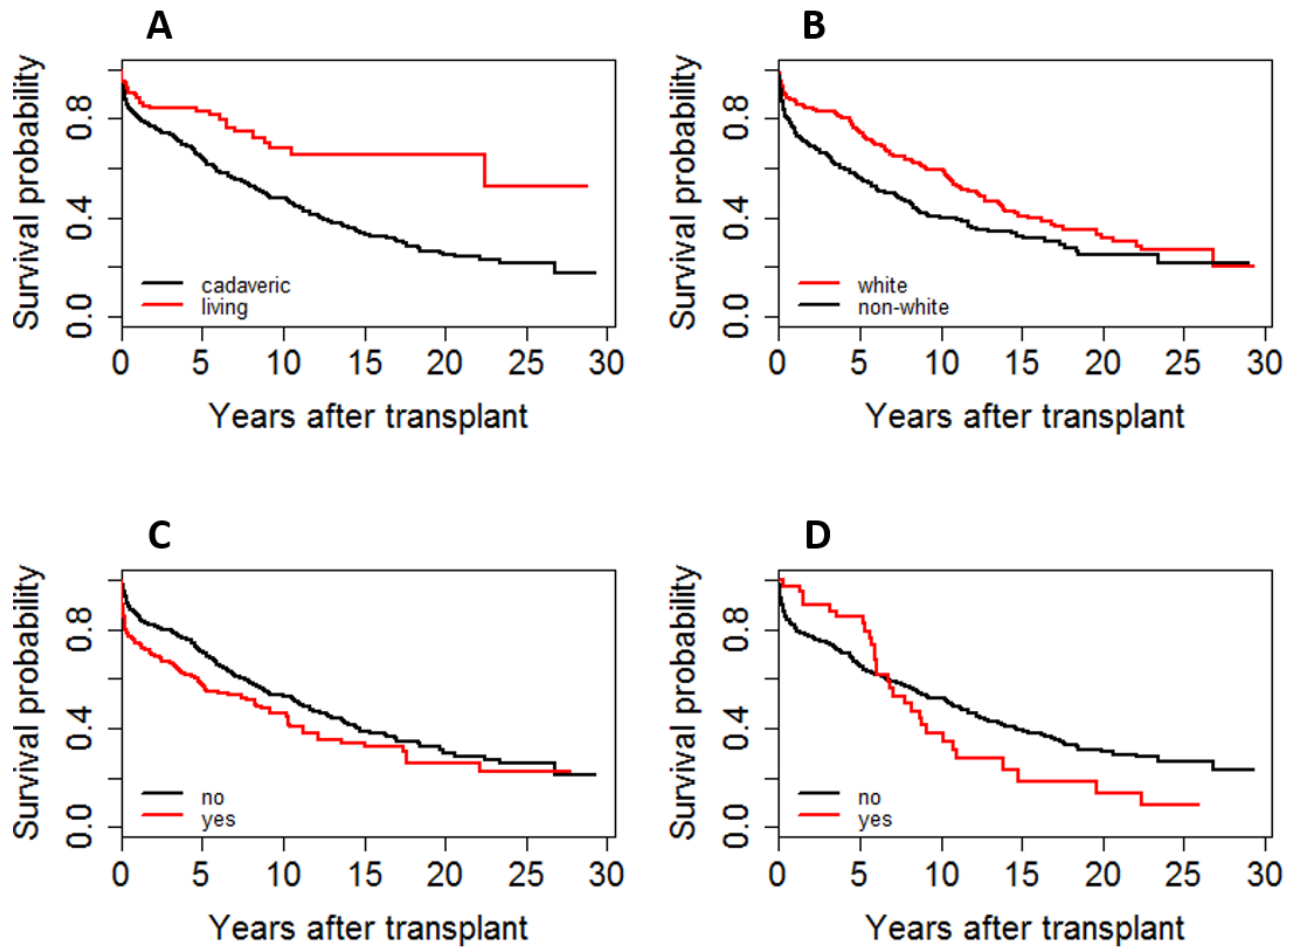 A
Survival probability
0.8
0.4
0.0
cadaveric
living
0 5 10 15 20 25 30
Years after transplant
B
Survival probability
0.8
0.4
0.0
white
non-white
0 5 10 15 20 25 30
Years after transplant
C
Survival probability
0.8
0.4
0.0
no
yes
0 5 10 15 20 25 30
Years after transplant
D
Survival probability
0.8
0.4
0.0
no
yes
0 5 10 15 20 25 30
Years after transplant